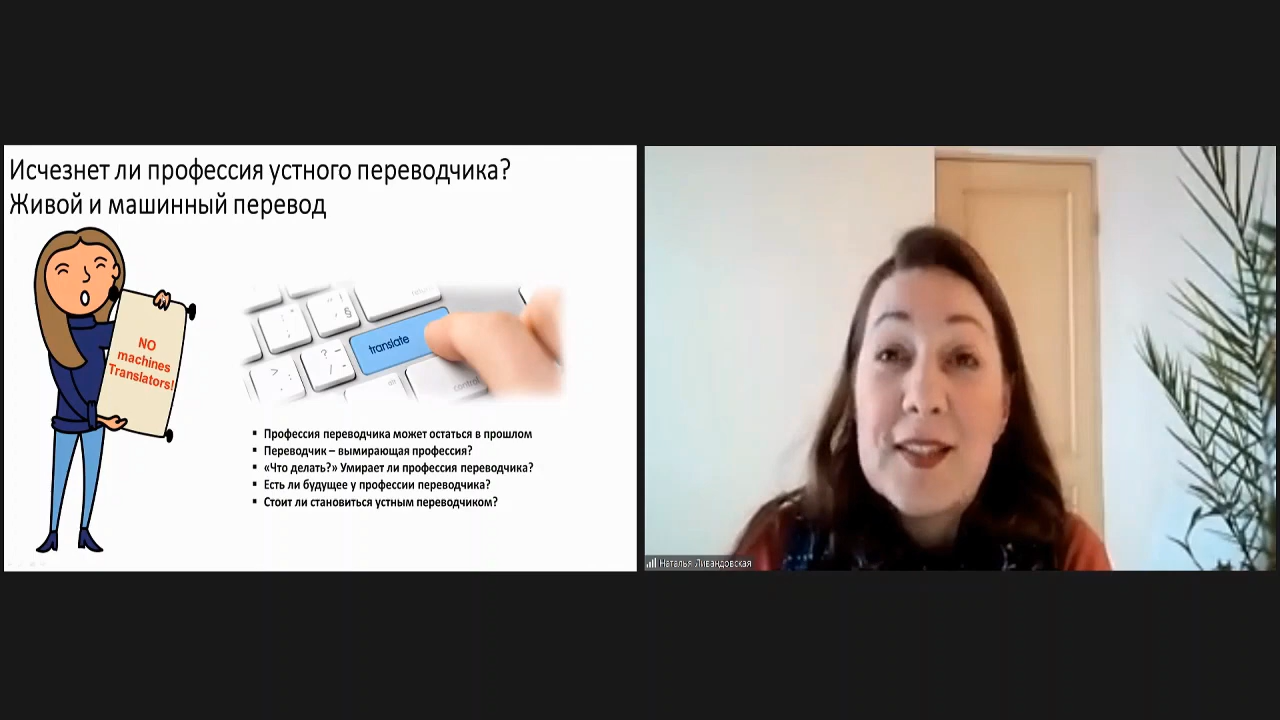 Исчезнет ли профессия устного переводчика?
Живой и машинный перевод
NO
machines
Translators!
translate
control
▪ Профессия переводчика может остаться в прошлом
▪ Переводчик – вымирающая профессия?
▪ «Что делать?» Умирает ли профессия переводчика?
▪ Есть ли будущее у профессии переводчика?
▪ Стоит ли становиться устным переводчиком?
Наталья Ливандовская